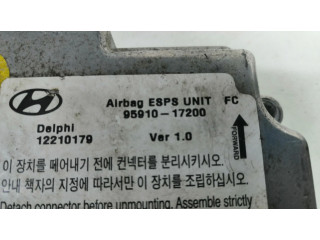 Airbag ESPS UNIT FC
95910-17200
Delphi
12210179
Ver 1.0
FORWARD
이 장치를 떼어내기 전에 컨넥터를 분리시키시오.
안내 책자의 지정에 따라서만 이 장치를 조립하십시오
Detach connector before unmounting. Assemble strictly